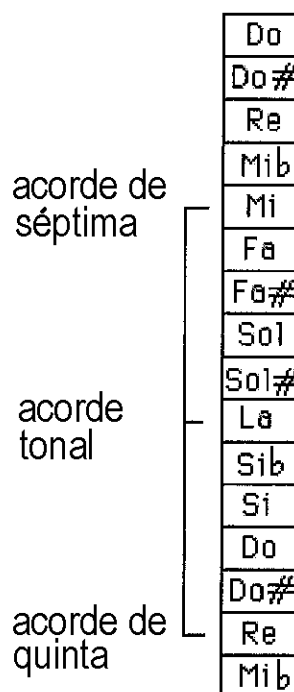 Do
Do#
Re
Mib
acorde de
séptima
Mi
Fa
Fa#
Sol
Sol#
acorde
tonal
La
Sib
Si
Do
Do#
acorde de
quinta
Re
Mib